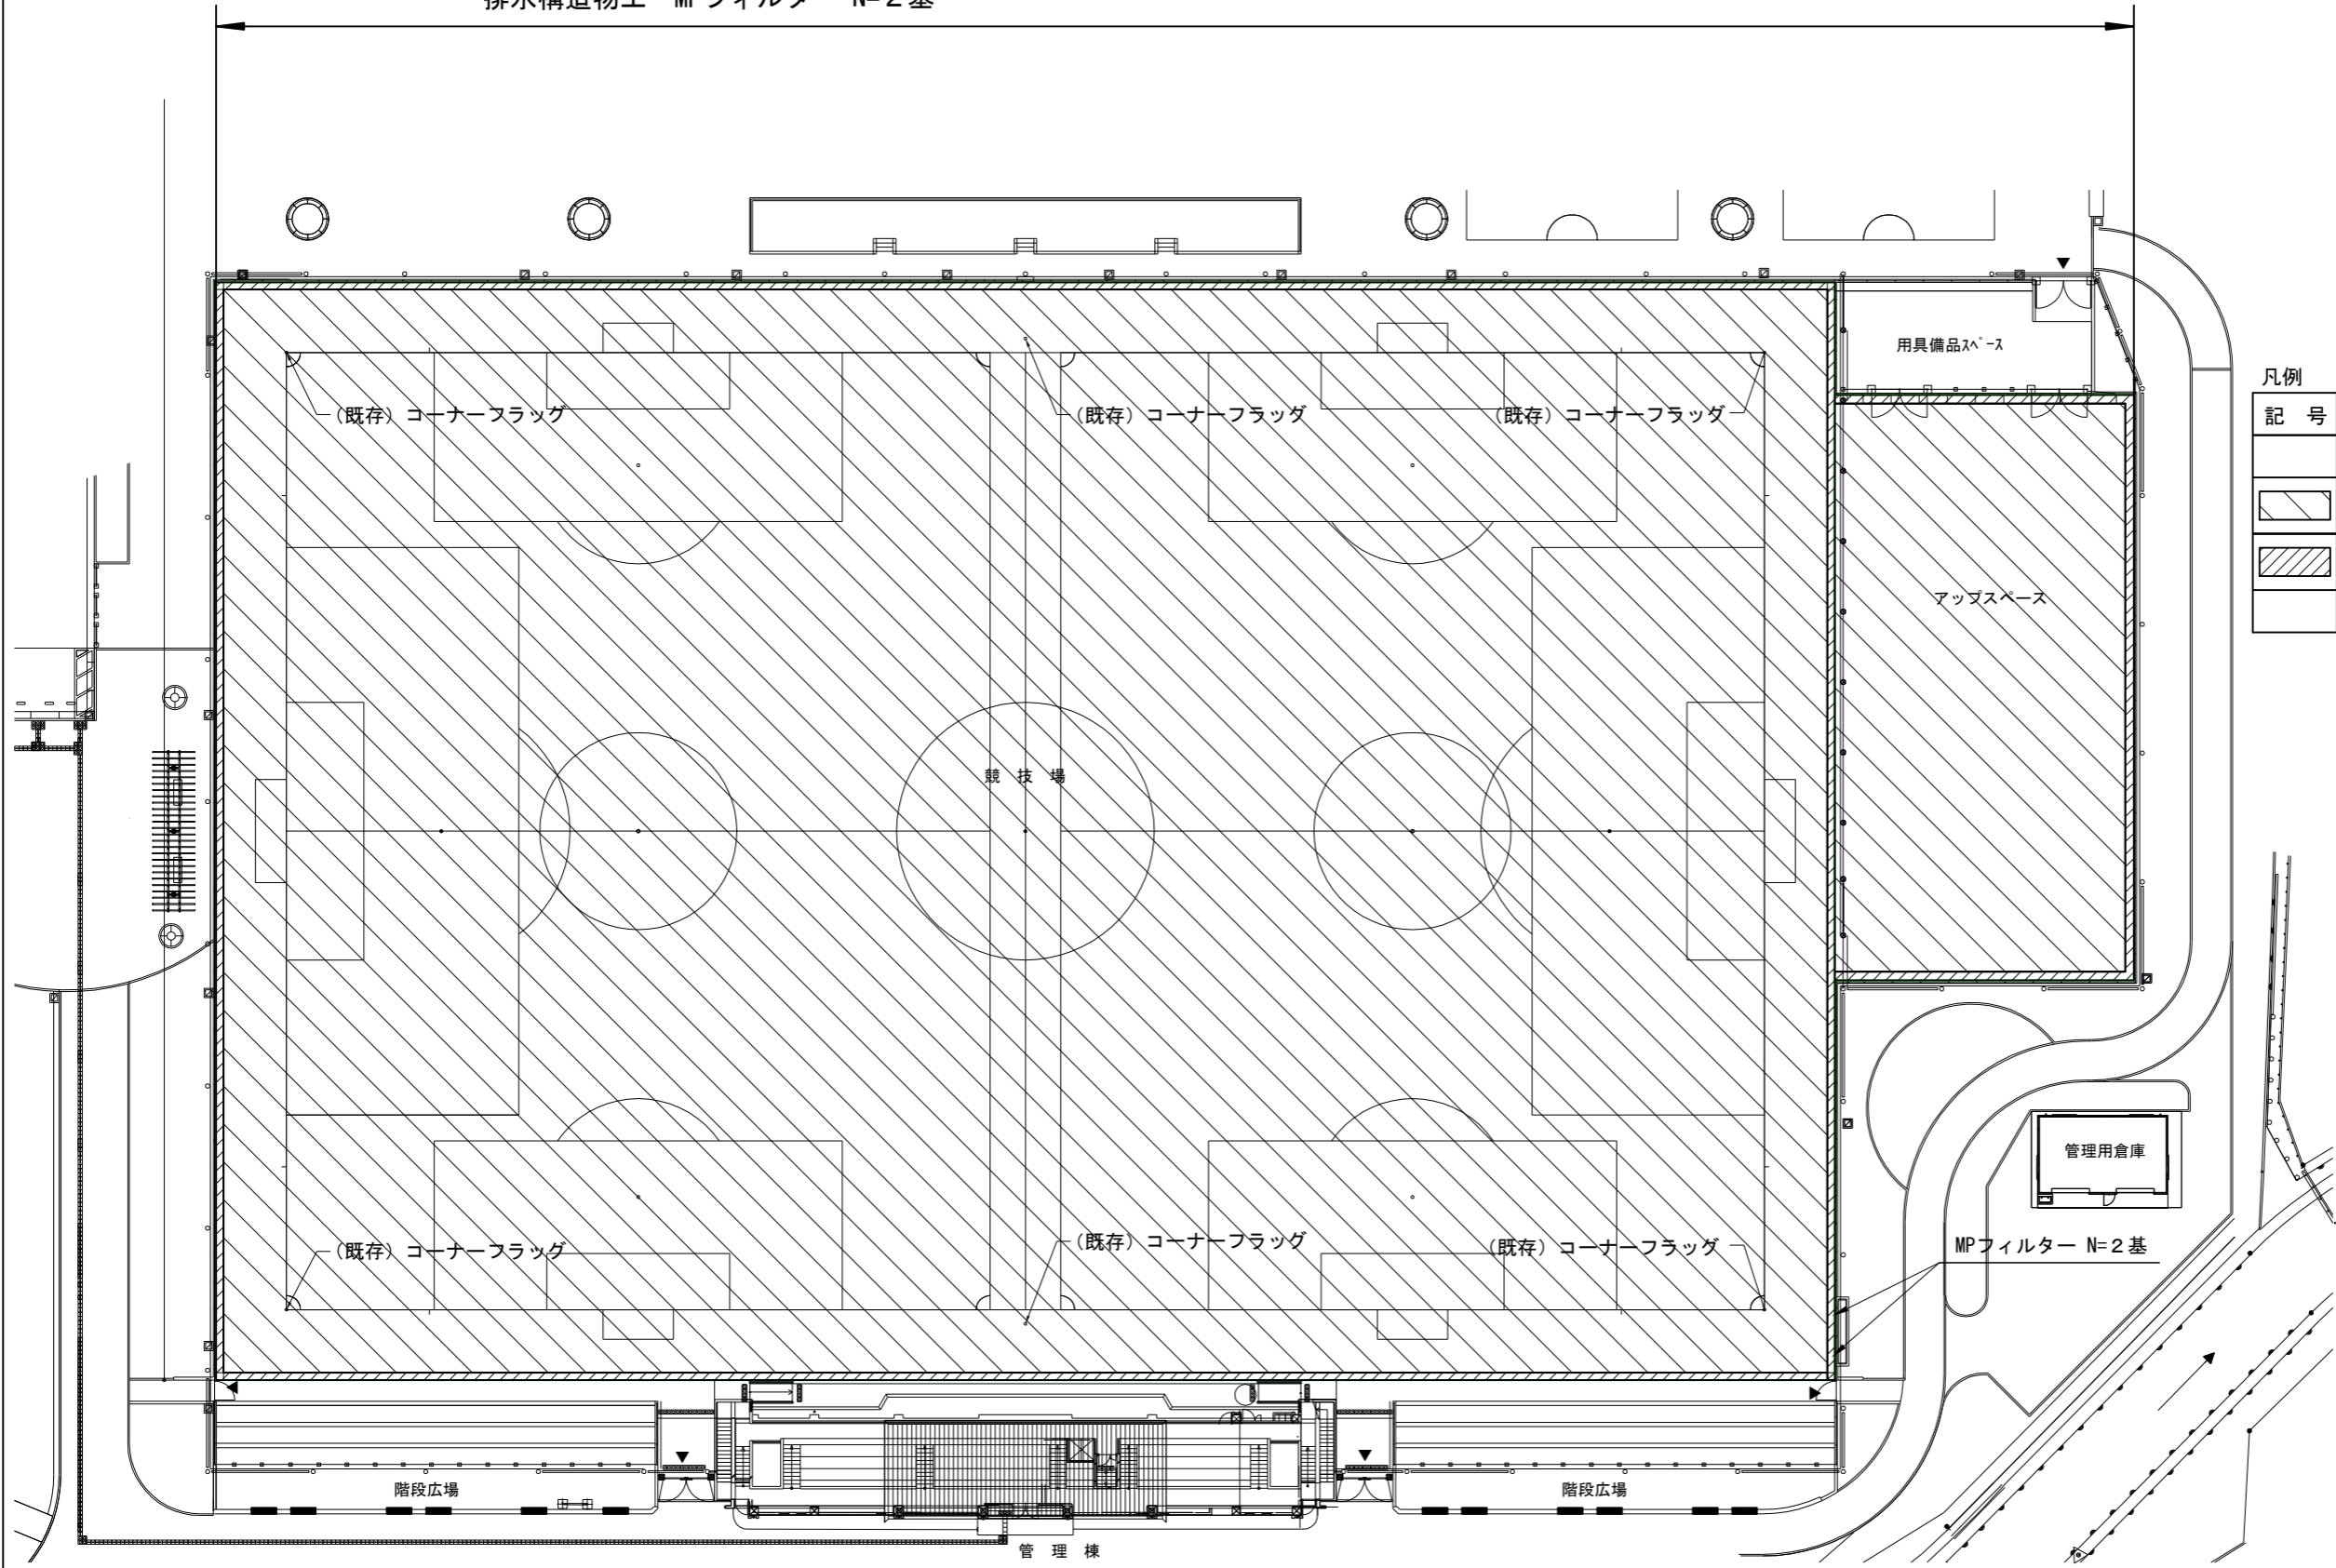 排水構造物工 MPフィルター N=2基
用具備品ｽﾍﾟｰｽ
凡例
記 号
(既存) コーナーフラッグ
(既存) コーナーフラッグ
(既存) コーナーフラッグ
アップスペース
競 技 場
管理用倉庫
(既存) コーナーフラッグ
(既存) コーナーフラッグ
(既存) コーナーフラッグ
MPフィルター N=2基
階段広場
階段広場
管 理 棟